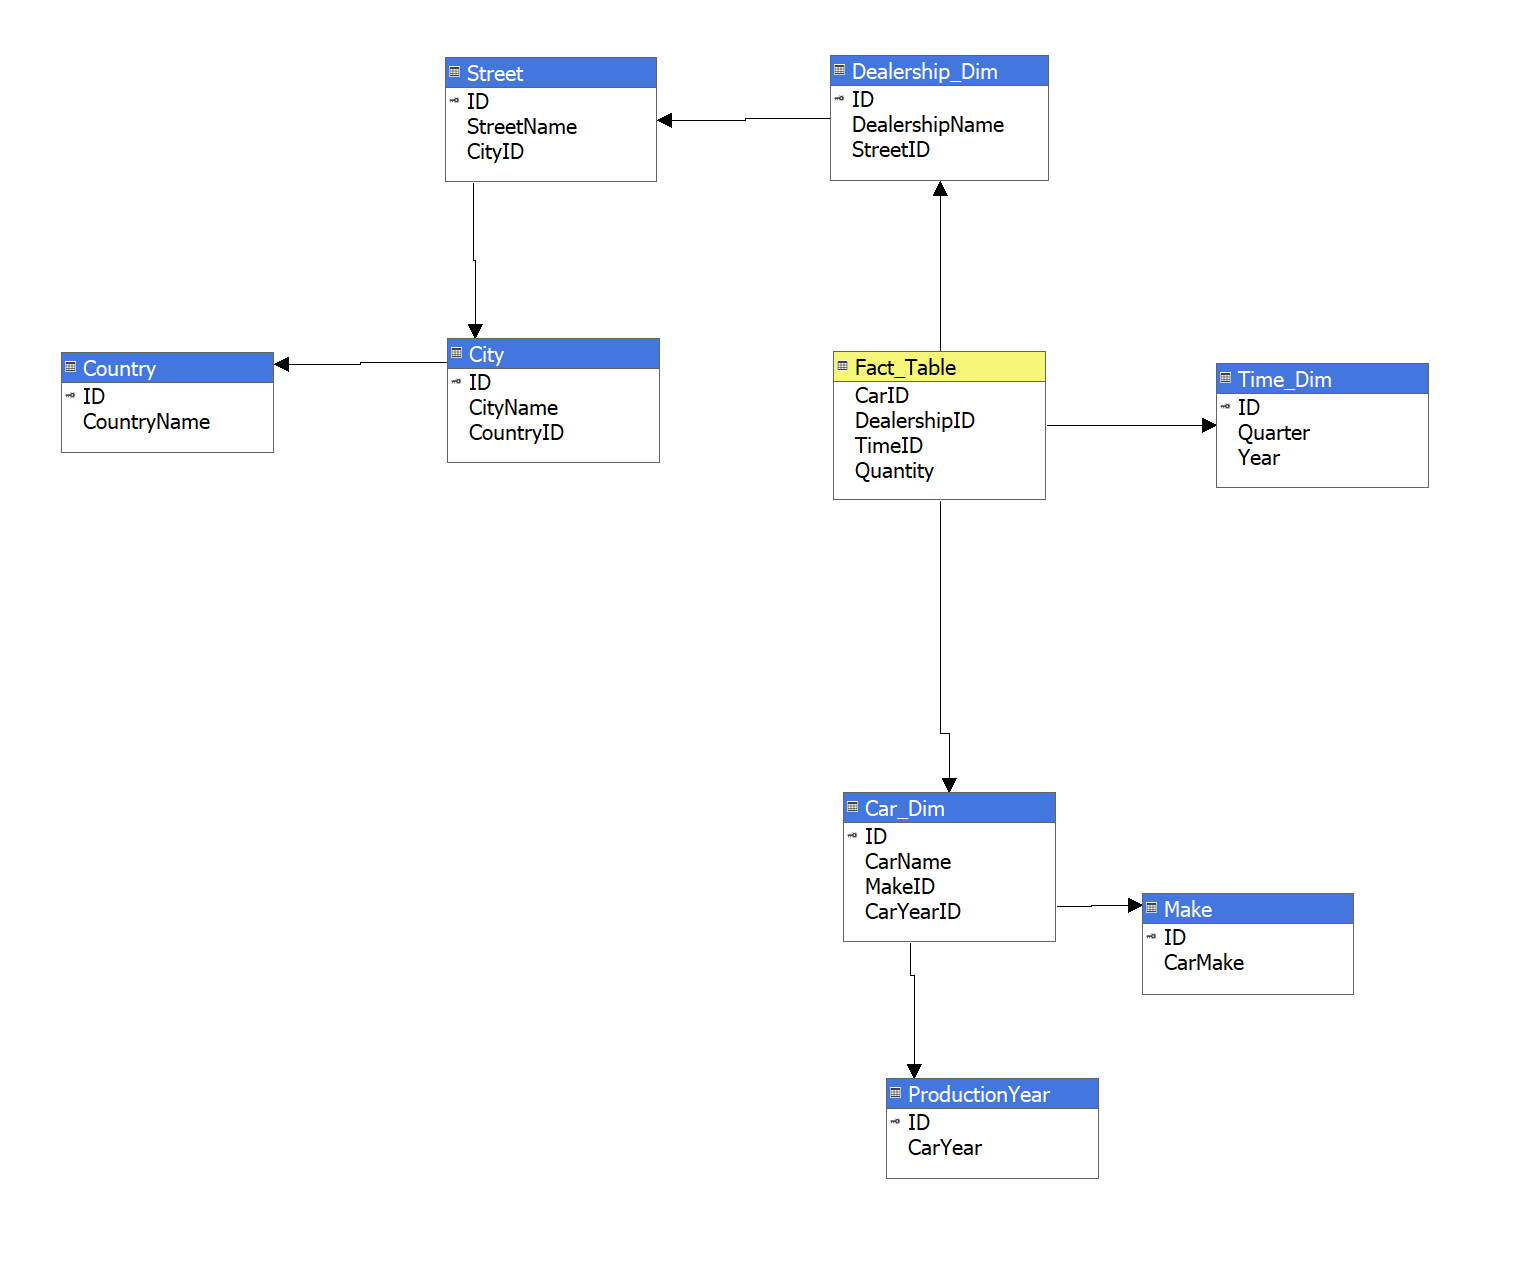 Street
ID
StreetName
CityID
Dealership_Dim
ID
DealershipName
StreetID
Country
ID
CountryName
City
ID
CityName
CountryID
Fact_Table
CarID
DealershipID
TimeID
Quantity
Time_Dim
ID
Quarter
Year
Car_Dim
ID
CarName
MakeID
CarYearID
Make
ID
CarMake
ProductionYear
ID
CarYear